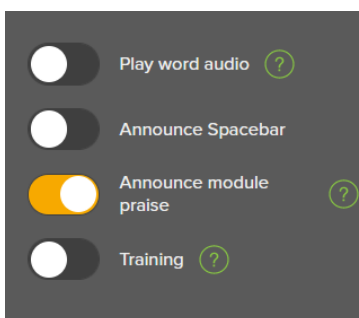 Play word audio ?
Announce Spacebar
Announce module
praise ?
Training ?